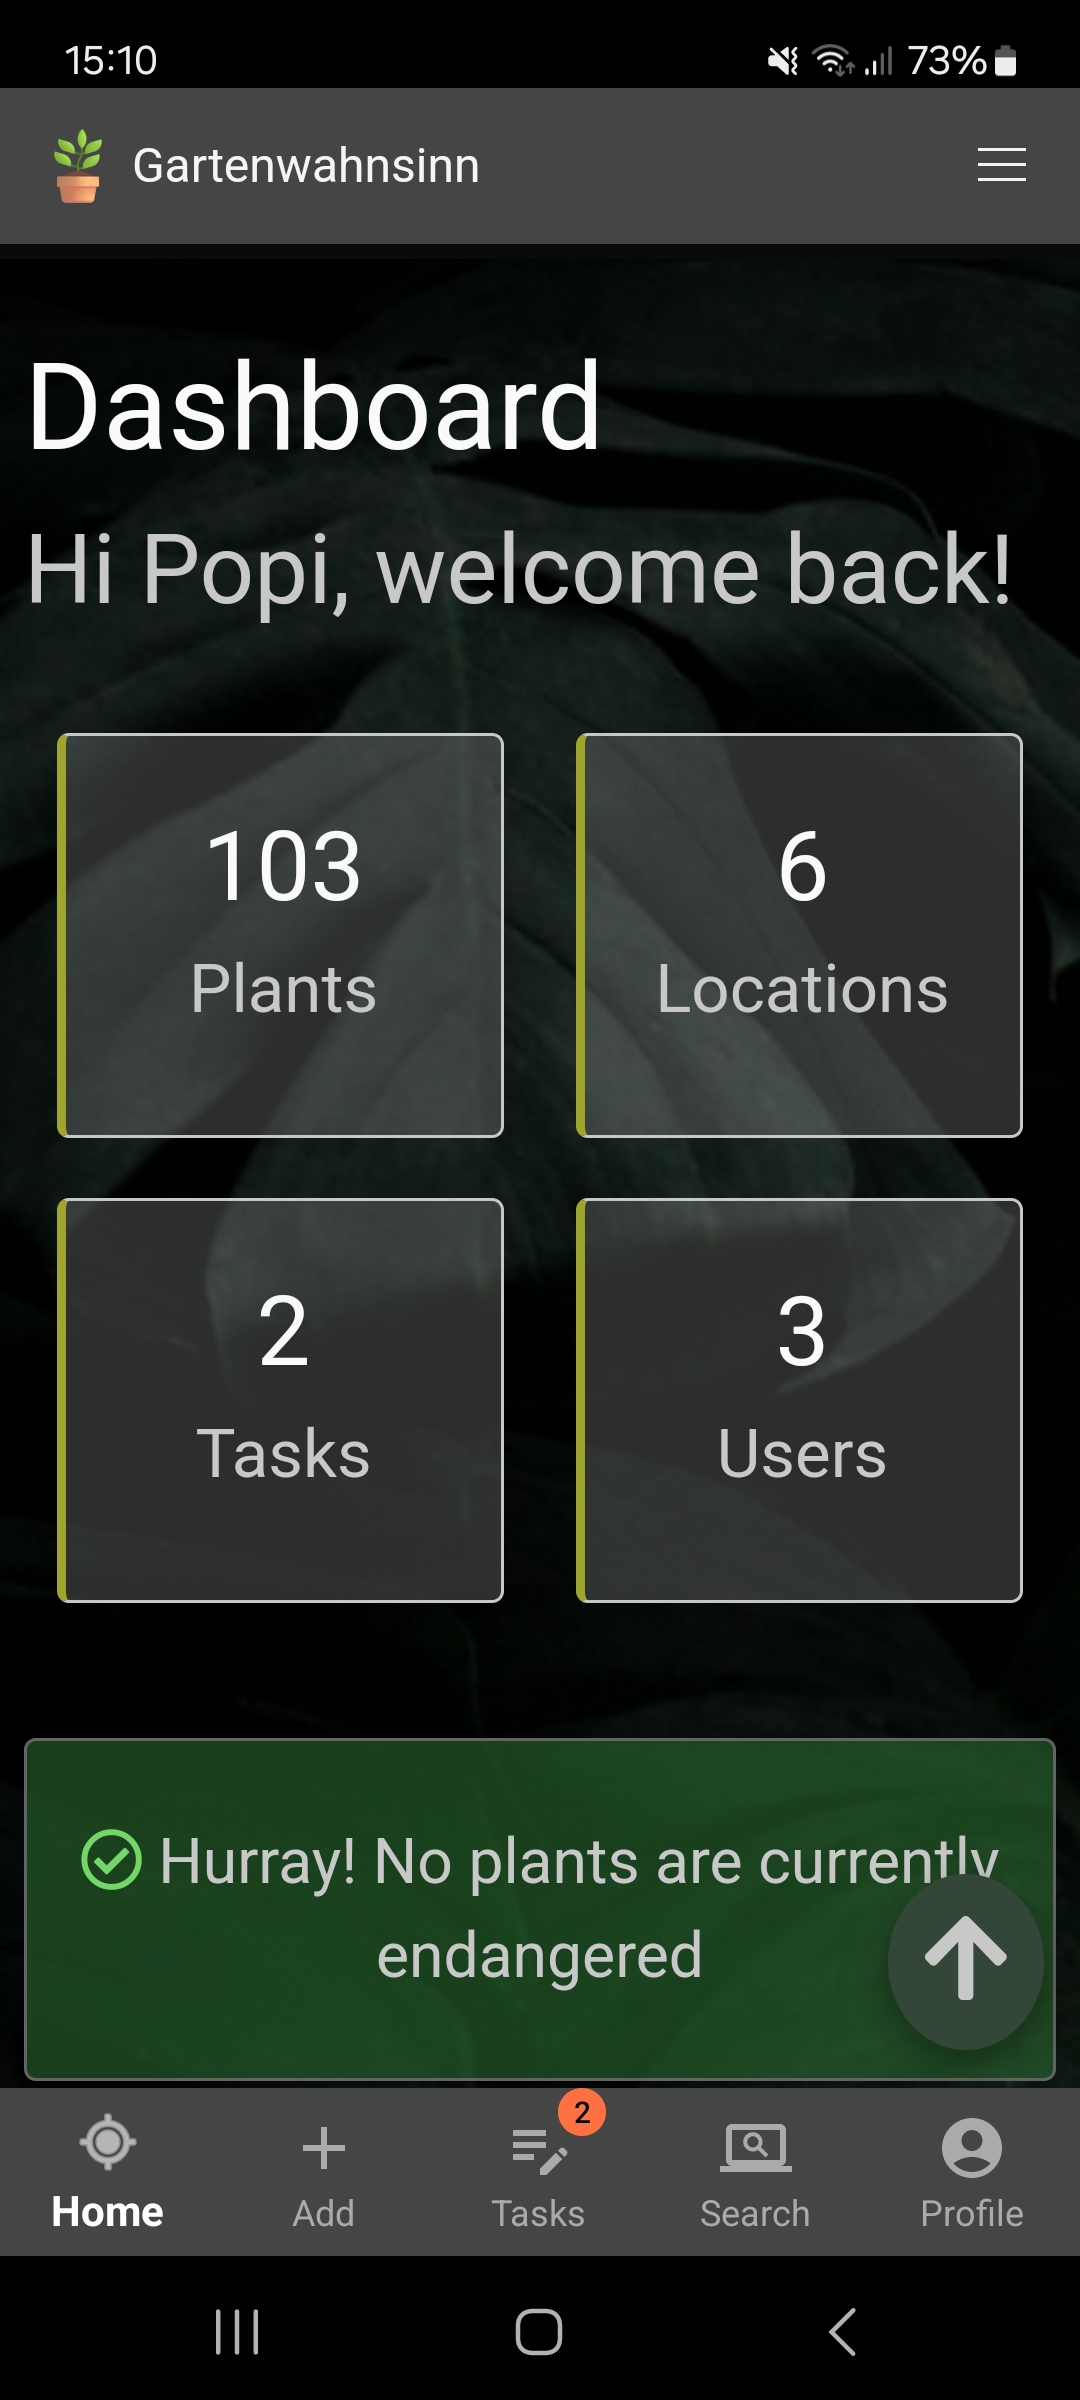 15:10
73%
Gartenwahnsinn
Dashboard
Hi Popi, welcome back!
103
Plants
6
Locations
2
Tasks
3
Users
Hurray! No plants are currently
endangered
2
Home
Add
Tasks
Search
Profile